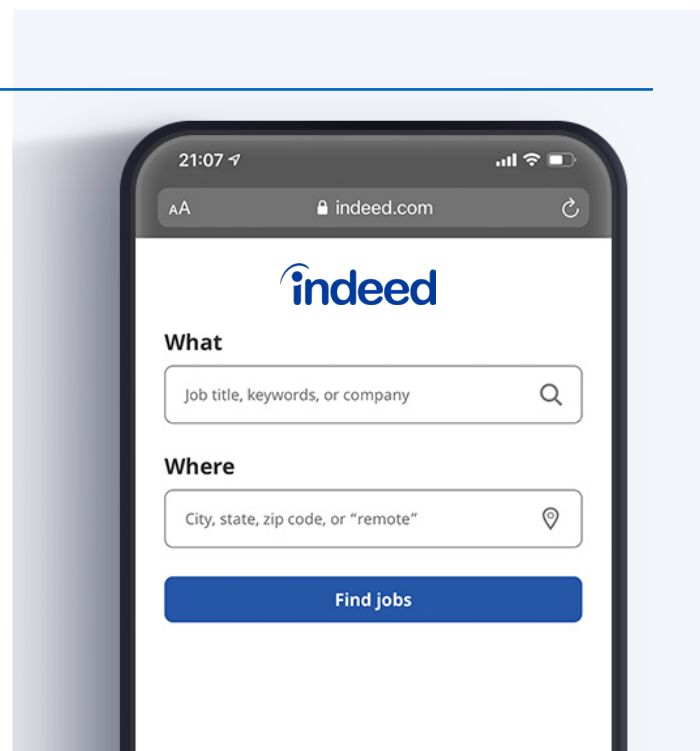 21:07
AA indeed.com
indeed
What
Job title, keywords, or company
Where
City, state, zip code, or “remote”
Find jobs